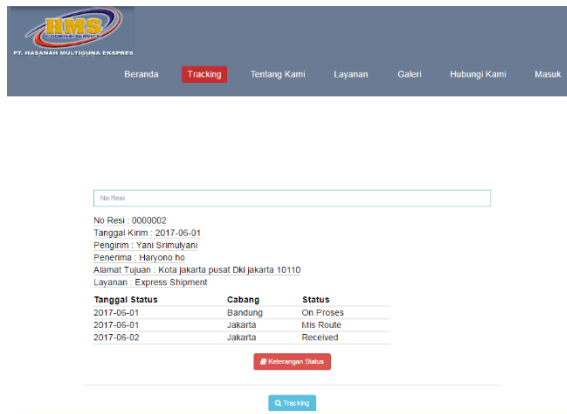 HMS
COURIER SERVICE
PT. HASANAH MULTIGUNA EKSPRES
Beranda Tracking Tentang Kami Layanan Galeri Hubungi Kami Masuk
No Resi
No Resi : 0000002
Tanggal Kirim : 2017-06-01
Pengirim : Yani Srimulyani
Penerima : Haryono ho
Alamat Tujuan : Kota jakarta pusat Dki jakarta 10110
Layanan : Express Shipment
Tanggal Status Cabang Status
2017-06-01 Bandung On Proses
2017-06-01 Jakarta Mis Route
2017-06-02 Jakarta Received
Keterangan Status
Tracking